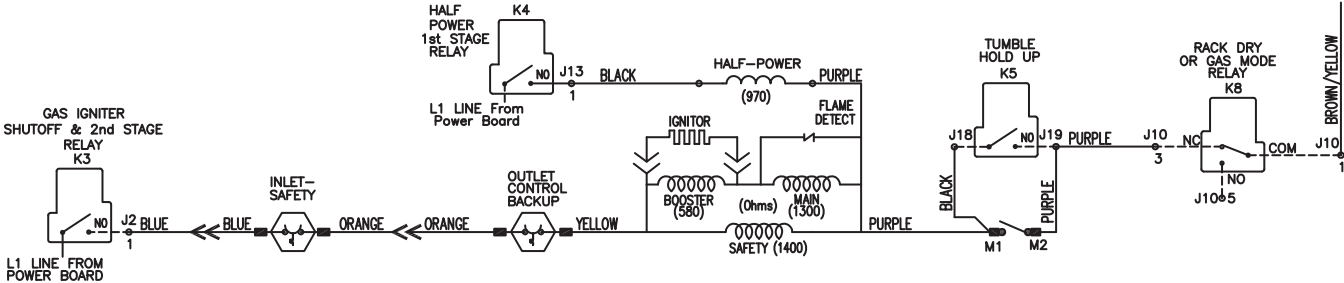 HALF
POWER
1st STAGE
RELAY
K4
NO
J13
1
BLACK
HALF-POWER
(970)
PURPLE
L1 LINE From
Power Board
GAS IGNITER
SHUTOFF & 2nd STAGE
RELAY
K3
NO
J2
1
BLUE
BLUE
L1 LINE FROM
POWER BOARD
INLET-
SAFETY
ORANGE
ORANGE
OUTLET
CONTROL
BACKUP
YELLOW
IGNITOR
FLAME
DETECT
BOOSTER
(580)
(Ohms)
MAIN
(1300)
SAFETY (1400)
PURPLE
TUMBLE
HOLD UP
K5
J18
NO
J19
PURPLE
BLACK
PURPLE
M1
M2
RACK DRY
OR GAS MODE
RELAY
K8
J10
3
NC
COM
NO
J10
5
J10
1
BROWN/YELLOW